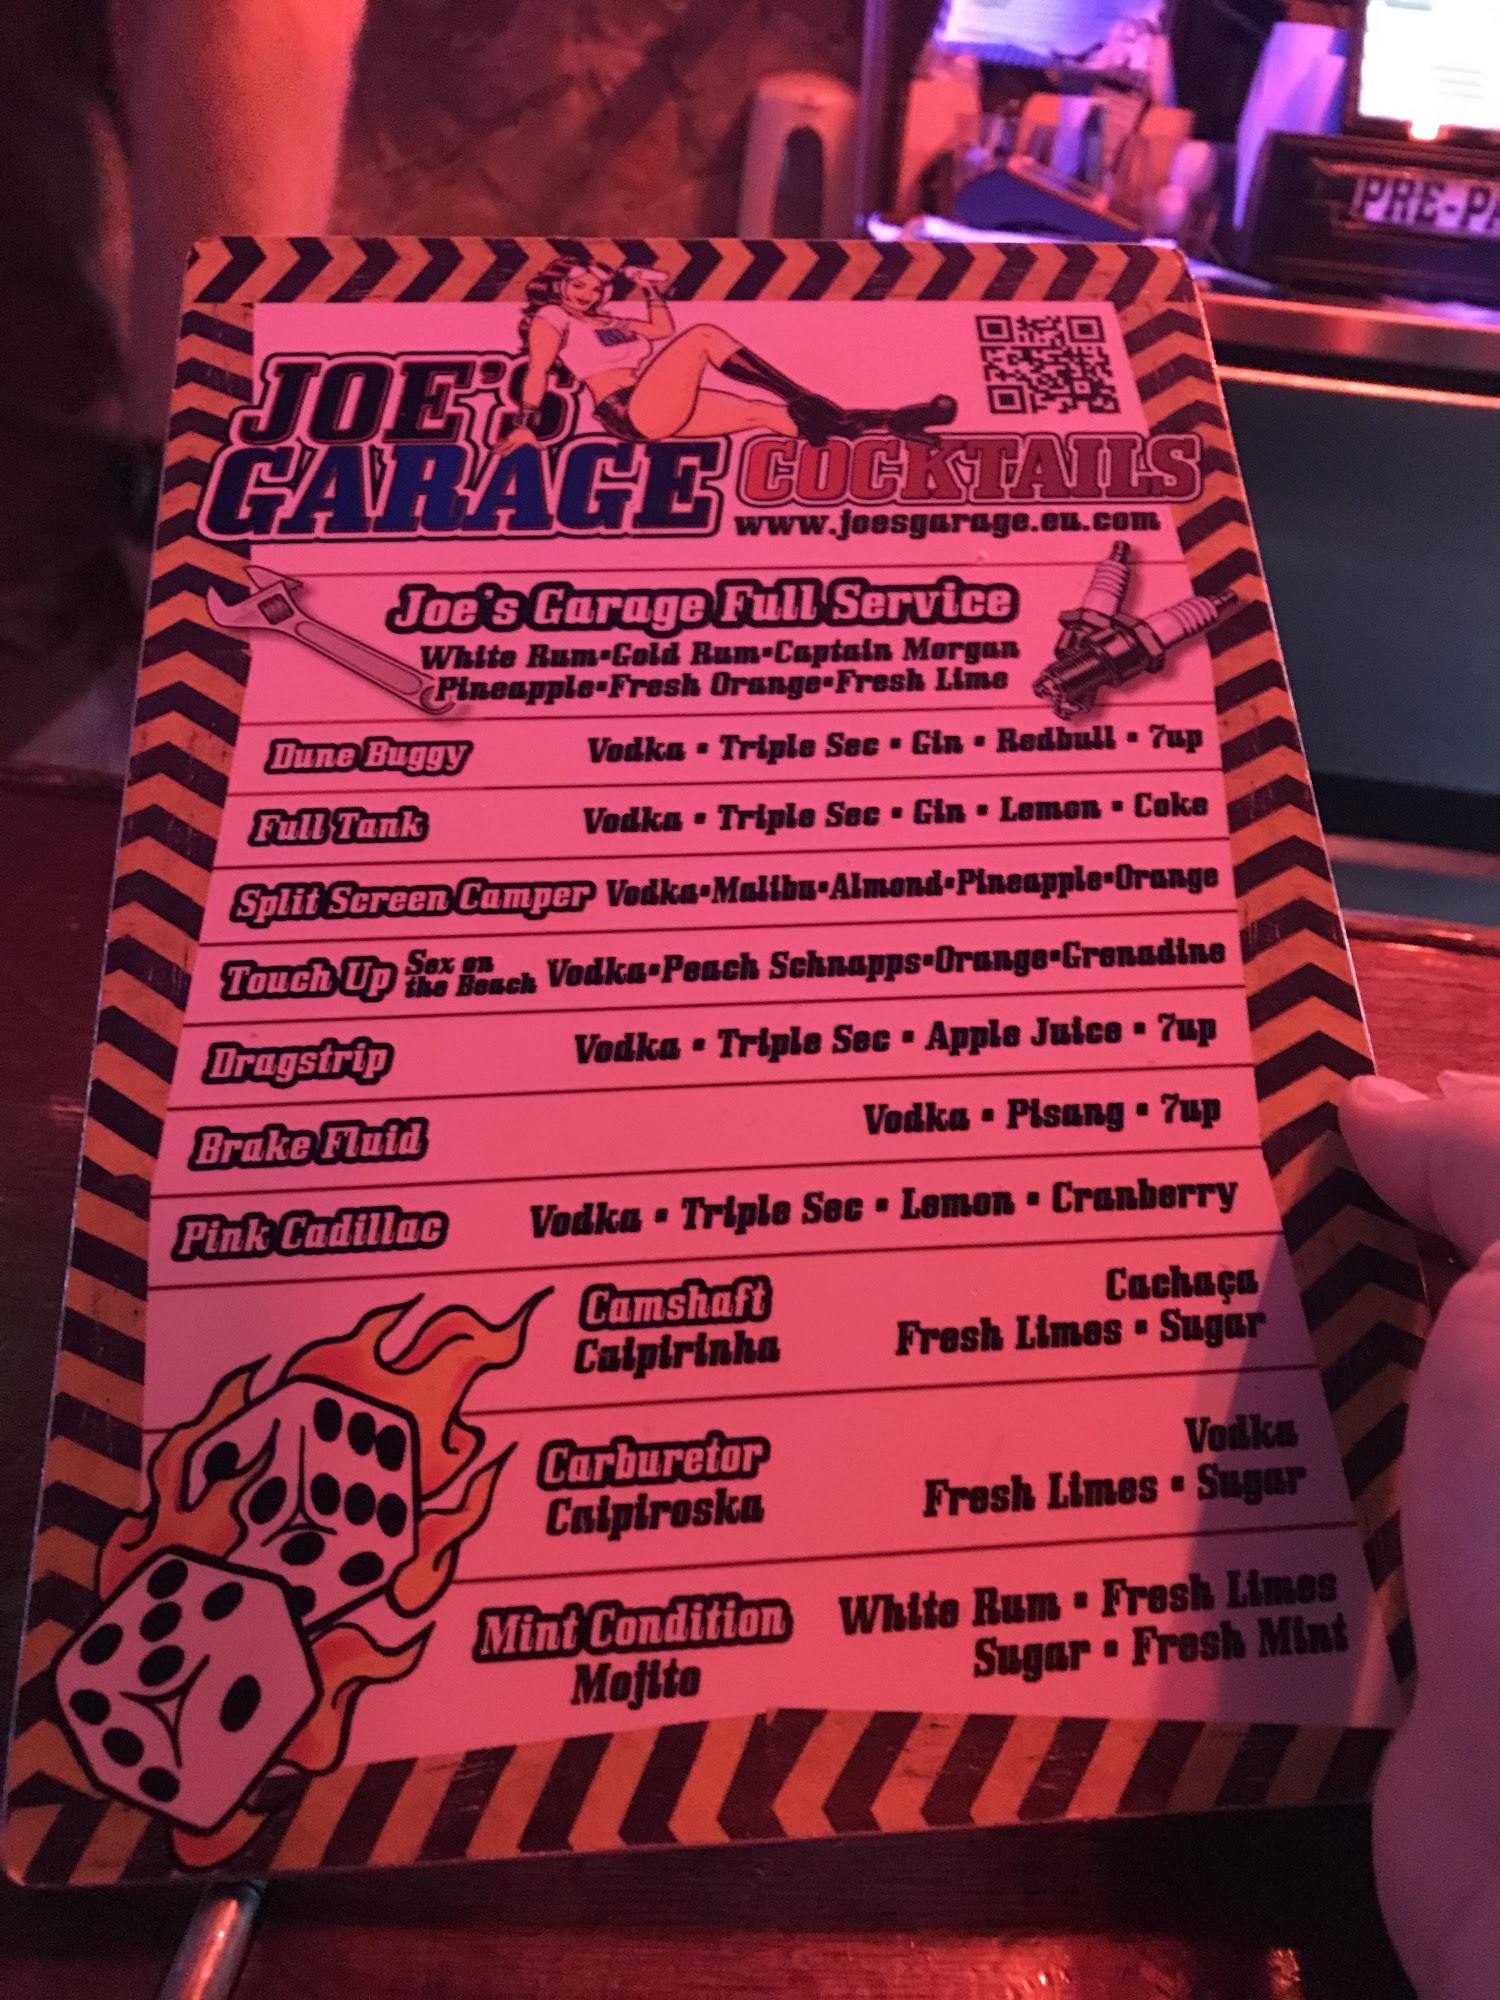 PRE-PA
JOE'S
GARAGE COCKTAILS
www.joesgarage.eu.com
Joe's Garage Full Service
White Rum▪Gold Rum▪Captain Morgan
Pineapple▪Fresh Orange▪Fresh Lime
Dune Buggy Vodka ▪ Triple Sec ▪ Gin ▪ Redbull ▪ 7up
Full Tank Vodka ▪ Triple Sec ▪ Gin ▪ Lemon ▪ Coke
Split Screen Camper Vodka▪Malibu▪Almond▪Pineapple▪Orange
Touch Up Sex on the Beach Vodka▪Peach Schnapps▪Orange▪Grenadine
Dragstrip Vodka ▪ Triple Sec ▪ Apple Juice ▪ 7up
Brake Fluid Vodka ▪ Pisang ▪ 7up
Pink Cadillac Vodka ▪ Triple Sec ▪ Lemon ▪ Cranberry
Camshaft Cachaça
Caipirinha Fresh Limes ▪ Sugar
Carburetor Vodka
Caipiroska Fresh Limes ▪ Sugar
Mint Condition White Rum ▪ Fresh Limes
Mojito Sugar ▪ Fresh Mint